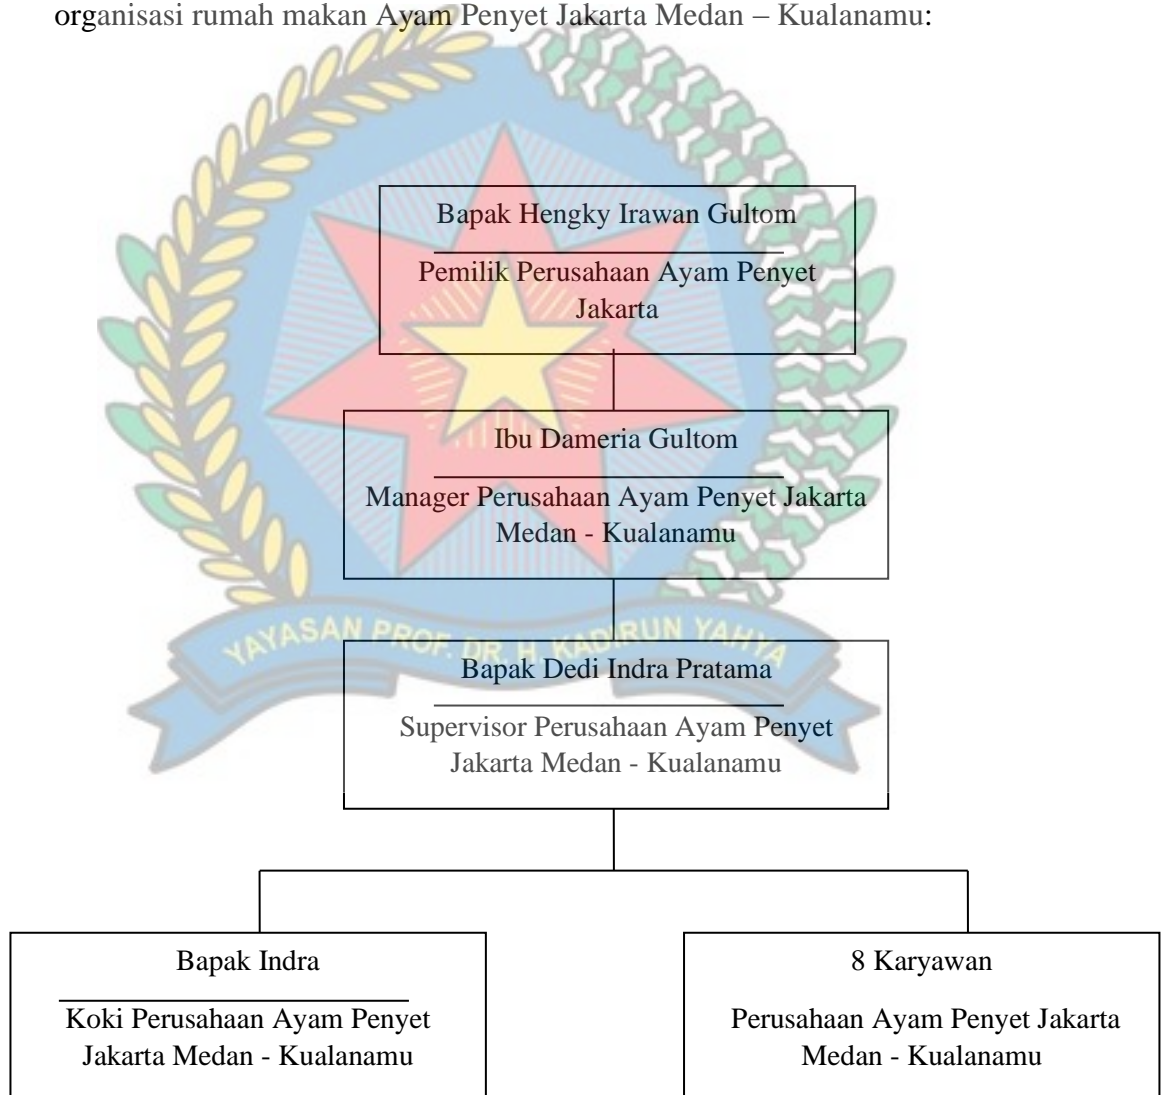 organisasi rumah makan Ayam Penyet Jakarta Medan – Kualanamu:
Bapak Hengky Irawan Gultom
Pemilik Perusahaan Ayam Penyet
Jakarta
Ibu Dameria Gultom
Manager Perusahaan Ayam Penyet Jakarta
Medan - Kualanamu
YAYASAN PROF. DR. H. KADIRUN YAHYA
Bapak Dedi Indra Pratama
Supervisor Perusahaan Ayam Penyet
Jakarta Medan - Kualanamu
Bapak Indra
Koki Perusahaan Ayam Penyet
Jakarta Medan - Kualanamu
8 Karyawan
Perusahaan Ayam Penyet Jakarta
Medan - Kualanamu